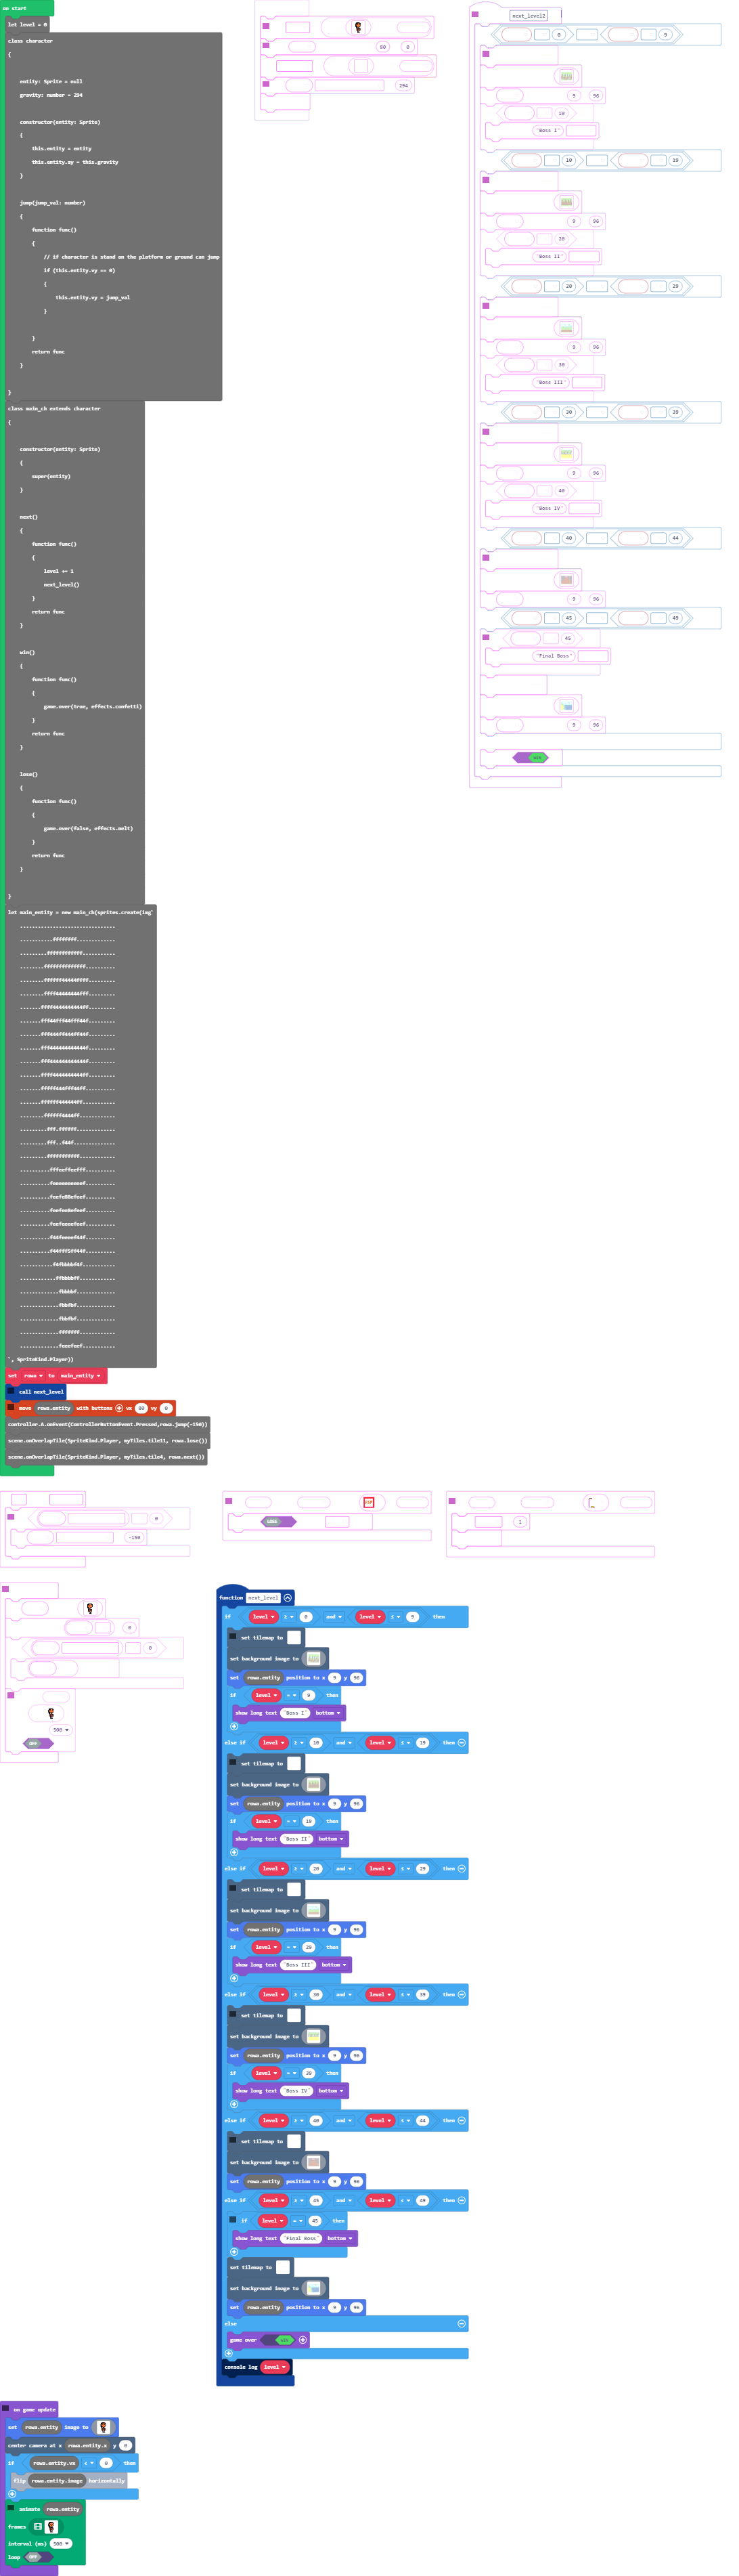 on start
let level = 0
class character
{
entity: Sprite = null
gravity: number = 294
constructor(entity: Sprite)
{
this.entity = entity
this.entity.ay = this.gravity
}
jump(jump_val: number)
{
function func()
{
// if character is stand on the platform or ground can jump
if (this.entity.vy == 0)
{
this.entity.vy = jump_val
}
}
return func
}
}
class main_ch extends character
{
constructor(entity: Sprite)
{
super(entity)
}
next()
{
function func()
{
level += 1
next_level()
}
return func
}
win()
{
function func()
{
game.over(true, effects.confetti)
}
return func
}
lose()
{
function func()
{
game.over(false, effects.melt)
}
return func
}
}
let main_entity = new main_ch(sprites.create(img`
`, SpriteKind.Player))
set rowa to main_entity
call next_level
move rowa.entity with buttons vx 80 vy 0
controller.A.onEvent(ControllerButtonEvent.Pressed,rowa.jump(-150))
scene.onOverlapTile(SpriteKind.Player, myTiles.tile11, rowa.lose())
scene.onOverlapTile(SpriteKind.Player, myTiles.tile4, rowa.next())
80 0
294
next_level2
0 9
9 96
10
"Boss I"
10 19
9 96
20
"Boss II"
20 29
9 96
30
"Boss III"
30 39
9 96
40
"Boss IV"
40 44
9 96
45 49
45
"Final Boss"
9 96
WIN
0
-150
LOSE
1
0
0
500
OFF
function next_level
if level ≥ 0 and level ≤ 9 then
set tilemap to
set background image to
set rowa.entity position to x 9 y 96
if level = 9 then
show long text "Boss I" bottom
else if level ≥ 10 and level ≤ 19 then
set tilemap to
set background image to
set rowa.entity position to x 9 y 96
if level = 19 then
show long text "Boss II" bottom
else if level ≥ 20 and level ≤ 29 then
set tilemap to
set background image to
set rowa.entity position to x 9 y 96
if level = 29 then
show long text "Boss III" bottom
else if level ≥ 30 and level ≤ 39 then
set tilemap to
set background image to
set rowa.entity position to x 9 y 96
if level = 39 then
show long text "Boss IV" bottom
else if level ≥ 40 and level ≤ 44 then
set tilemap to
set background image to
set rowa.entity position to x 9 y 96
else if level ≥ 45 and level < 49 then
if level = 45 then
show long text "Final Boss" bottom
set tilemap to
set background image to
set rowa.entity position to x 9 y 96
else
game over WIN
console log level
on game update
set rowa.entity image to
center camera at x rowa.entity.x y 0
if rowa.entity.vx < 0 then
flip rowa.entity.image horizontally
animate rowa.entity
frames
interval (ms) 500
loop OFF